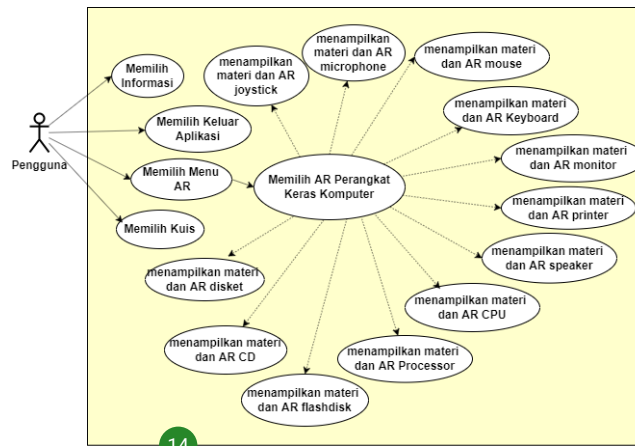 menampilkan materi
dan AR
microphone
menampilkan
materi dan AR
joystick
menampilkan materi
dan AR mouse
Memilih
Informasi
menampilkan materi
dan AR Keyboard
Memilih Keluar
Aplikasi
menampilkan materi
dan AR monitor
Pengguna
Memilih Menu
AR
Memilih AR Perangkat
Keras Komputer
menampilkan materi
dan AR printer
Memilih Kuis
menampilkan materi
dan AR speaker
menampilkan materi
dan AR disket
menampilkan materi
dan AR CPU
menampilkan materi
dan AR CD
menampilkan materi
dan AR Processor
menampilkan materi
dan AR flashdisk
14